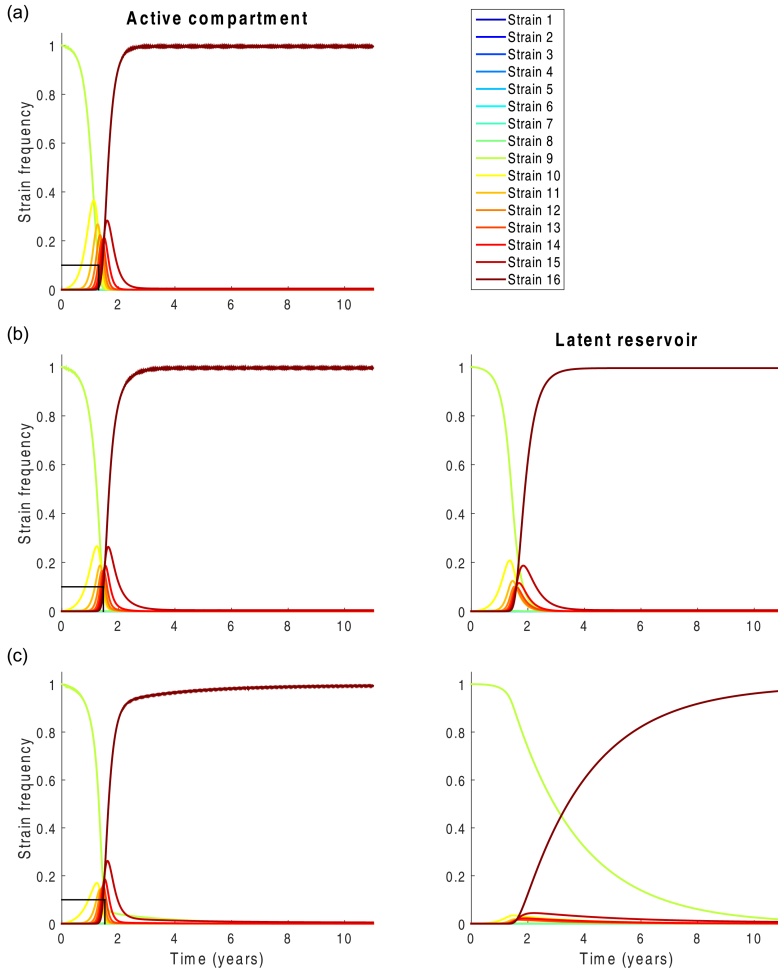 (a)
Active compartment
Strain frequency
1
0.8
0.6
0.4
0.2
0
0 2 4 6 8 10
Strain 1
Strain 2
Strain 3
Strain 4
Strain 5
Strain 6
Strain 7
Strain 8
Strain 9
Strain 10
Strain 11
Strain 12
Strain 13
Strain 14
Strain 15
Strain 16
(b)
Strain frequency
1
0.8
0.6
0.4
0.2
0
0 2 4 6 8 10
Latent reservoir
1
0.8
0.6
0.4
0.2
0
0 2 4 6 8 10
(c)
Strain frequency
1
0.8
0.6
0.4
0.2
0
0 2 4 6 8 10
Time (years)
1
0.8
0.6
0.4
0.2
0
0 2 4 6 8 10
Time (years)